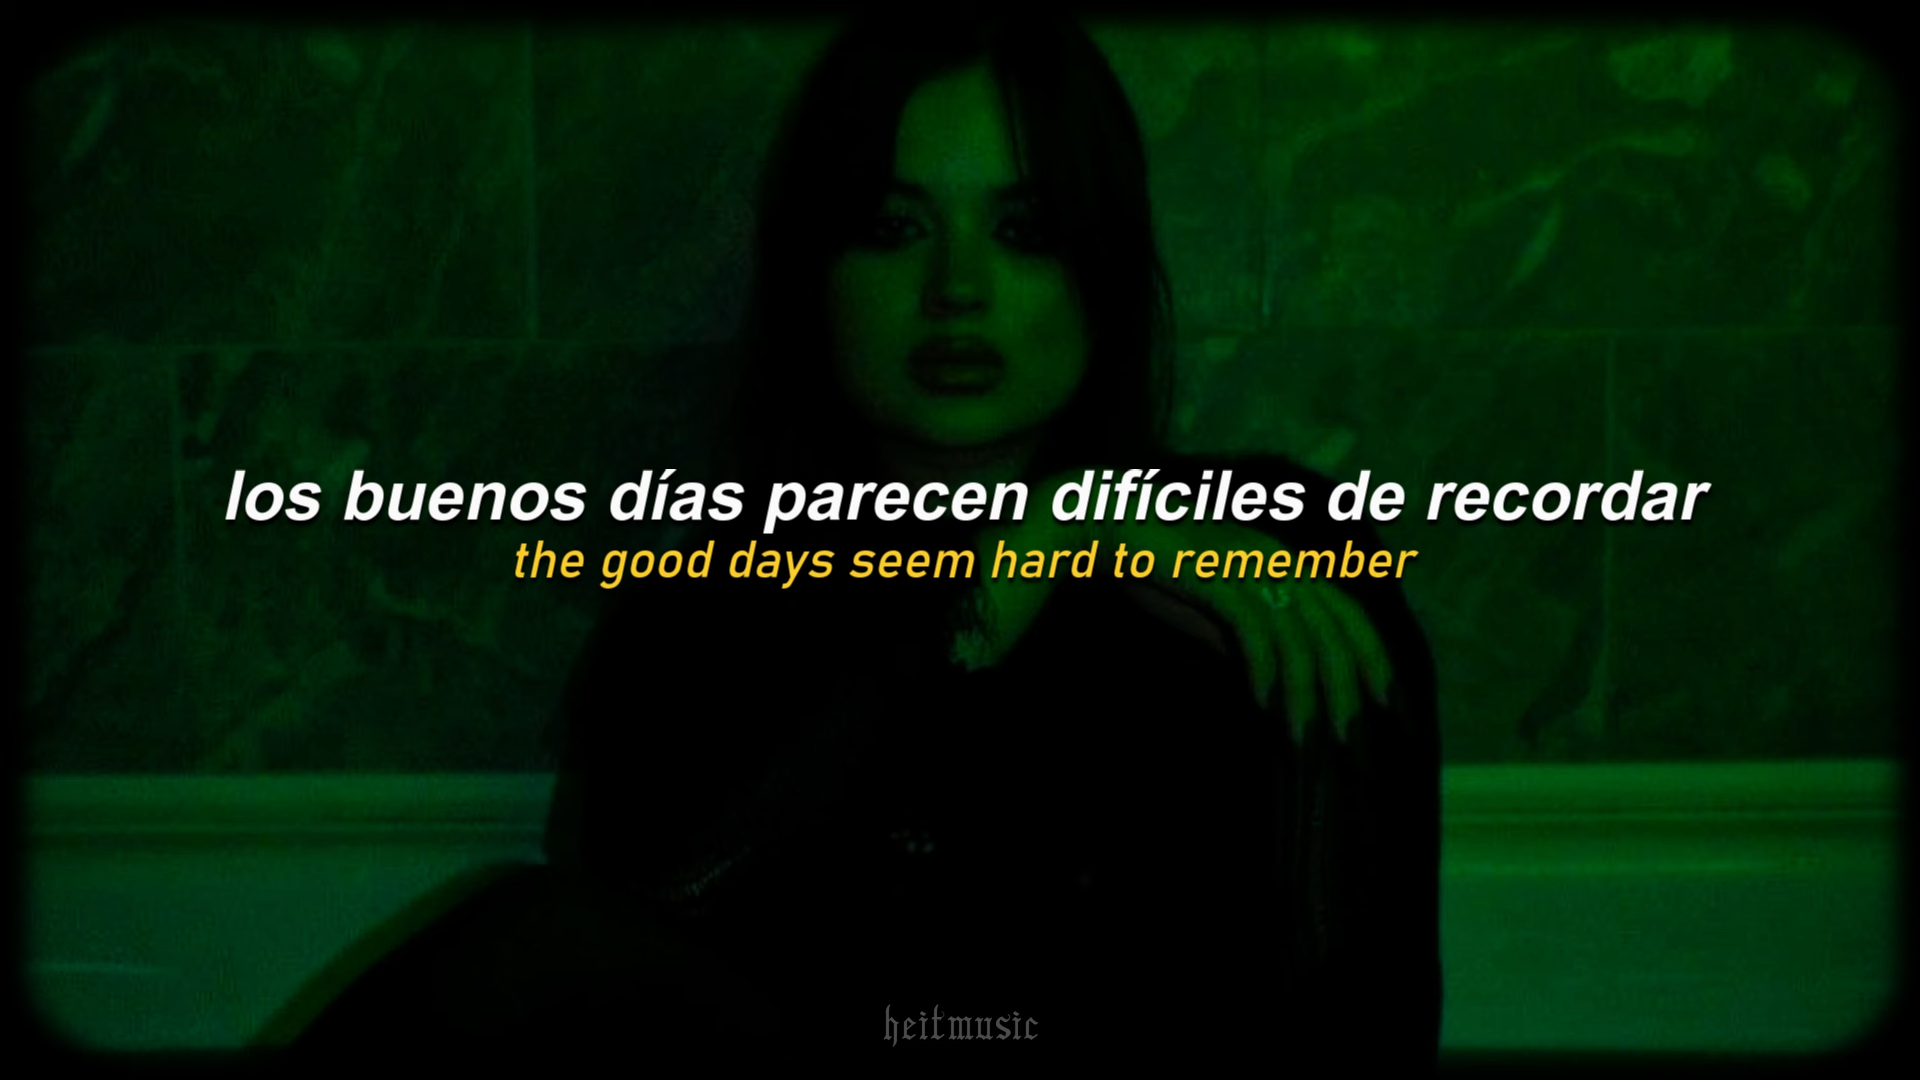 los buenos días parecen difíciles de recordar
the good days seem hard to remember
heitmusic